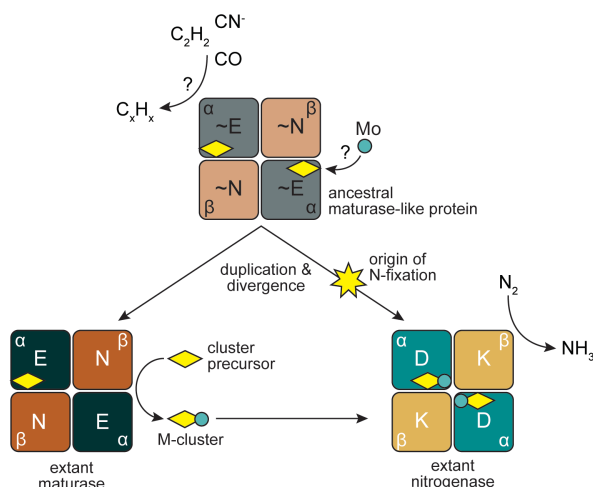 CN⁻
C₂H₂
CO
?
CₓHₓ
α
~E
~N
β
Mo
?
~N
β
~E
α
ancestral
maturase-like protein
duplication &
divergence
origin of
N-fixation
N₂
NH₃
α
E
N
β
N
β
E
α
cluster
precursor
M-cluster
extant
maturase
α
D
K
β
K
β
D
α
extant
nitrogenase